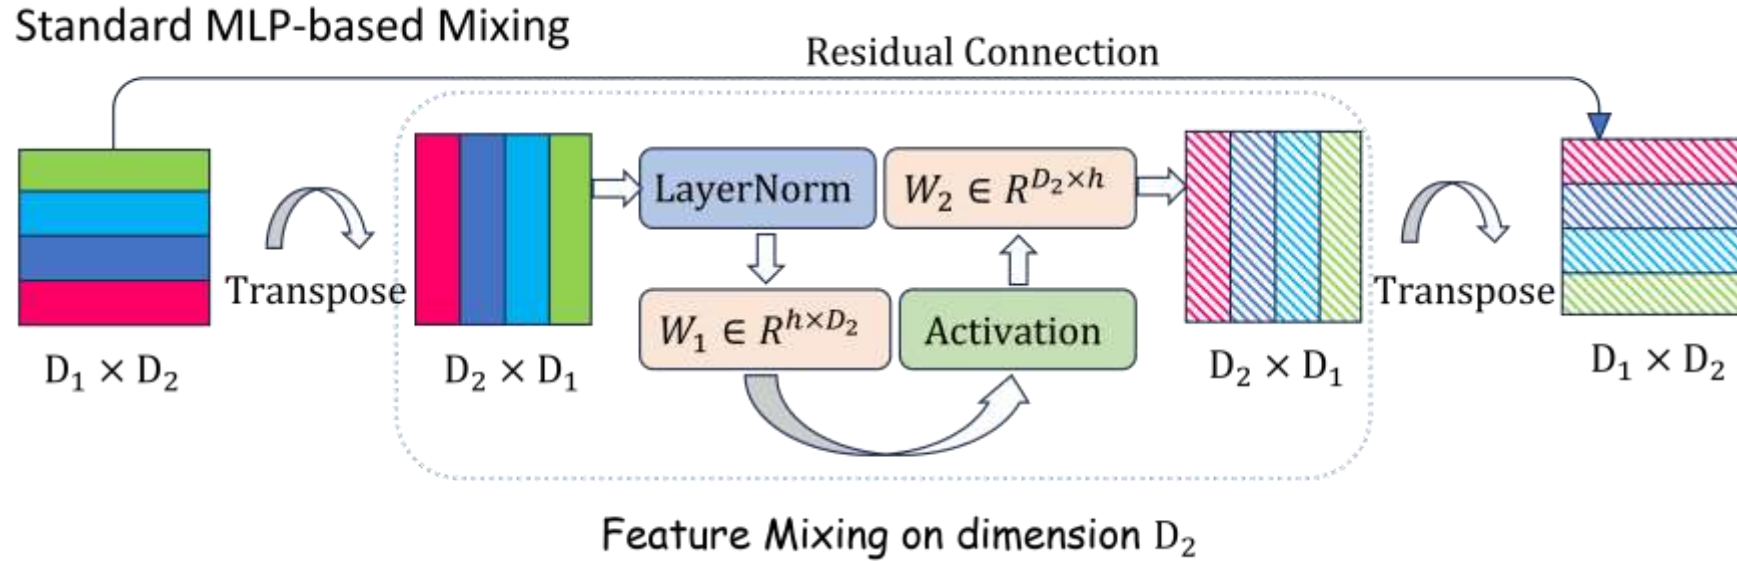 Standard MLP-based Mixing
Residual Connection
LayerNorm
W₂ ∈ R^{D₂×h}
Transpose
Transpose
W₁ ∈ R^{h×D₂}
Activation
D₁ × D₂
D₂ × D₁
D₂ × D₁
D₁ × D₂
Feature Mixing on dimension D₂